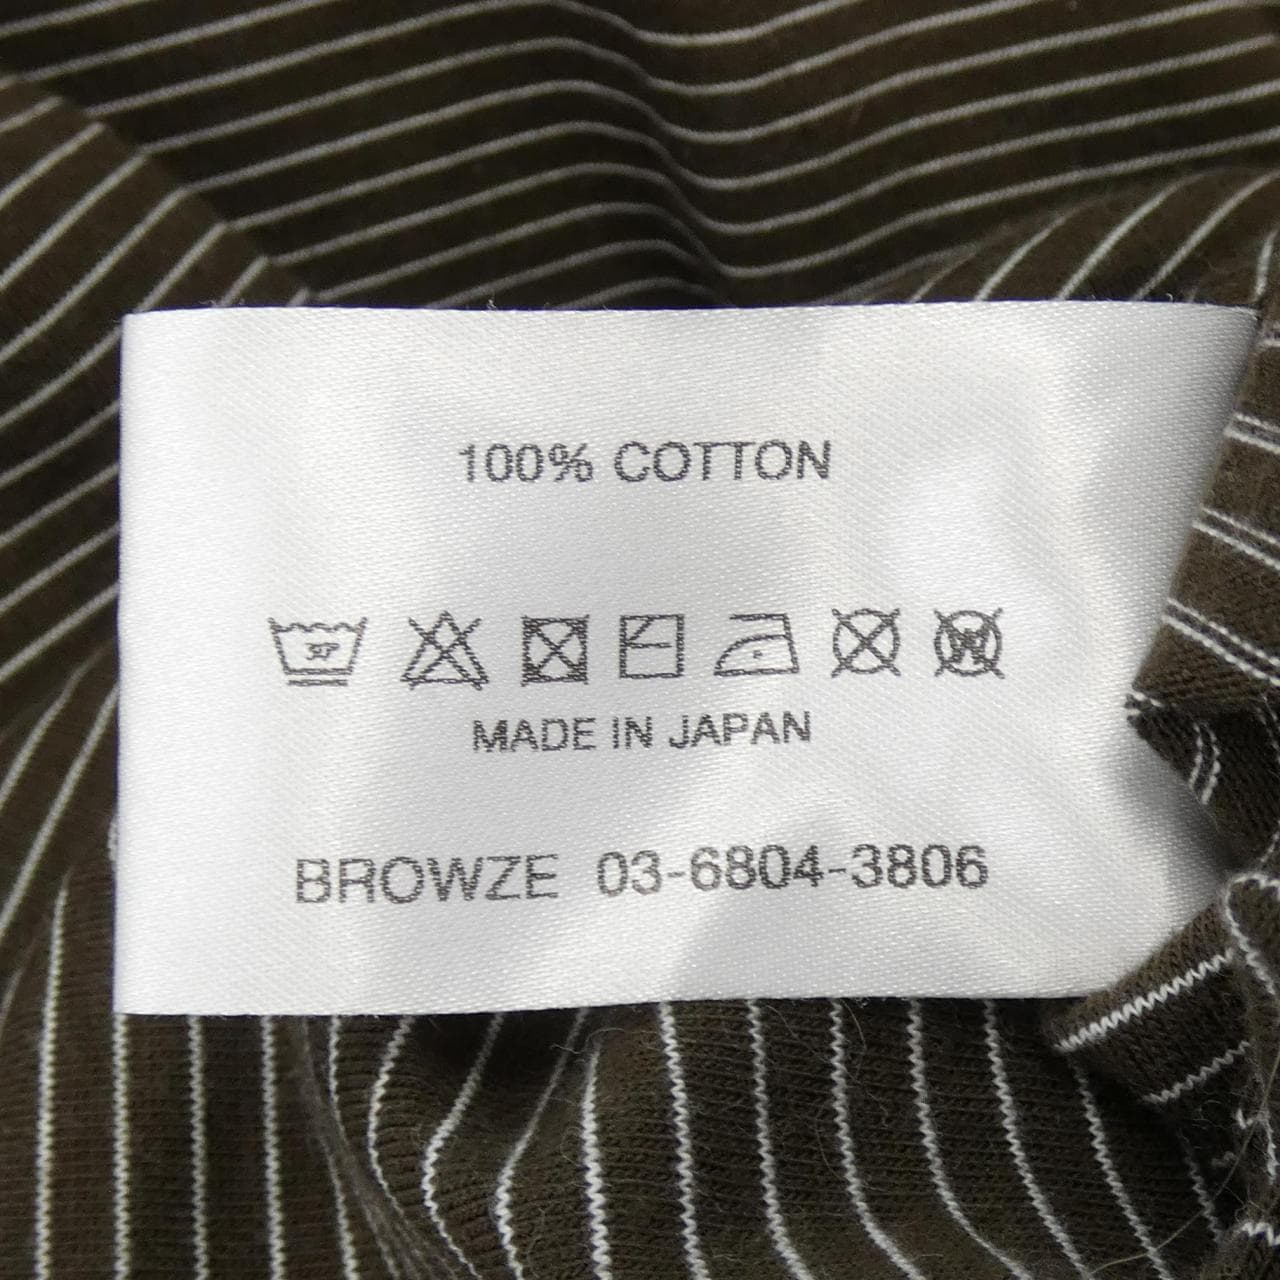 100% COTTON
MADE IN JAPAN
BROWZE 03-6804-3806